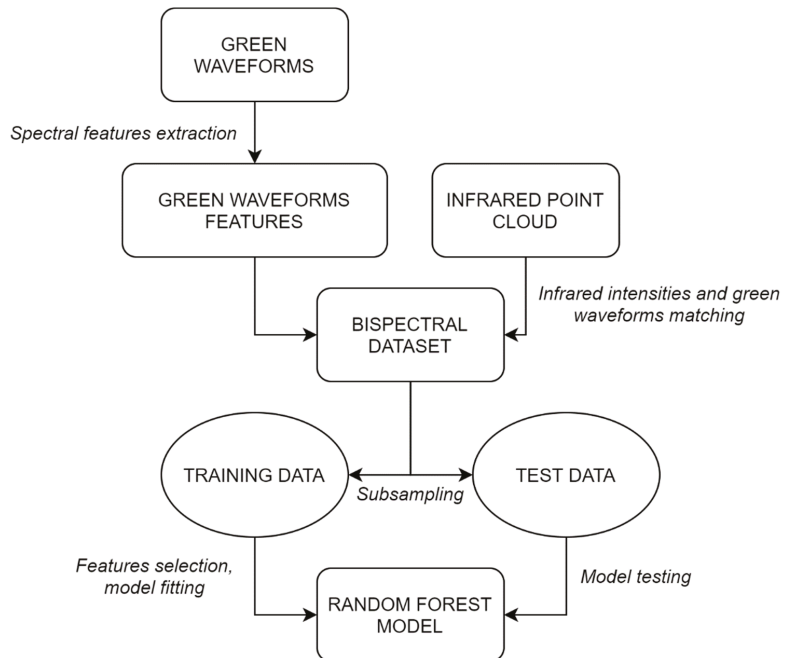 GREEN
WAVEFORMS
Spectral features extraction
GREEN WAVEFORMS
FEATURES
INFRARED POINT
CLOUD
Infrared intensities and green
waveforms matching
BISPECTRAL
DATASET
TRAINING DATA
TEST DATA
Subsampling
Features selection,
model fitting
Model testing
RANDOM FOREST
MODEL